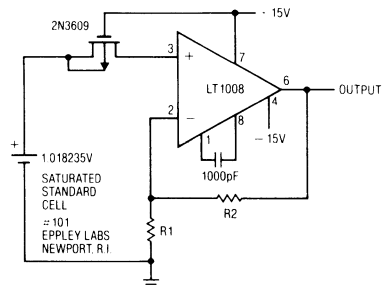 2N3609
- 15V
3
7
+
LT1008
6
OUTPUT
2
−
8
4
− 15V
1
1000pF
+
1.018235V
SATURATED
STANDARD
CELL
#101
EPPLEY LABS
NEWPORT, R.I.
R2
R1